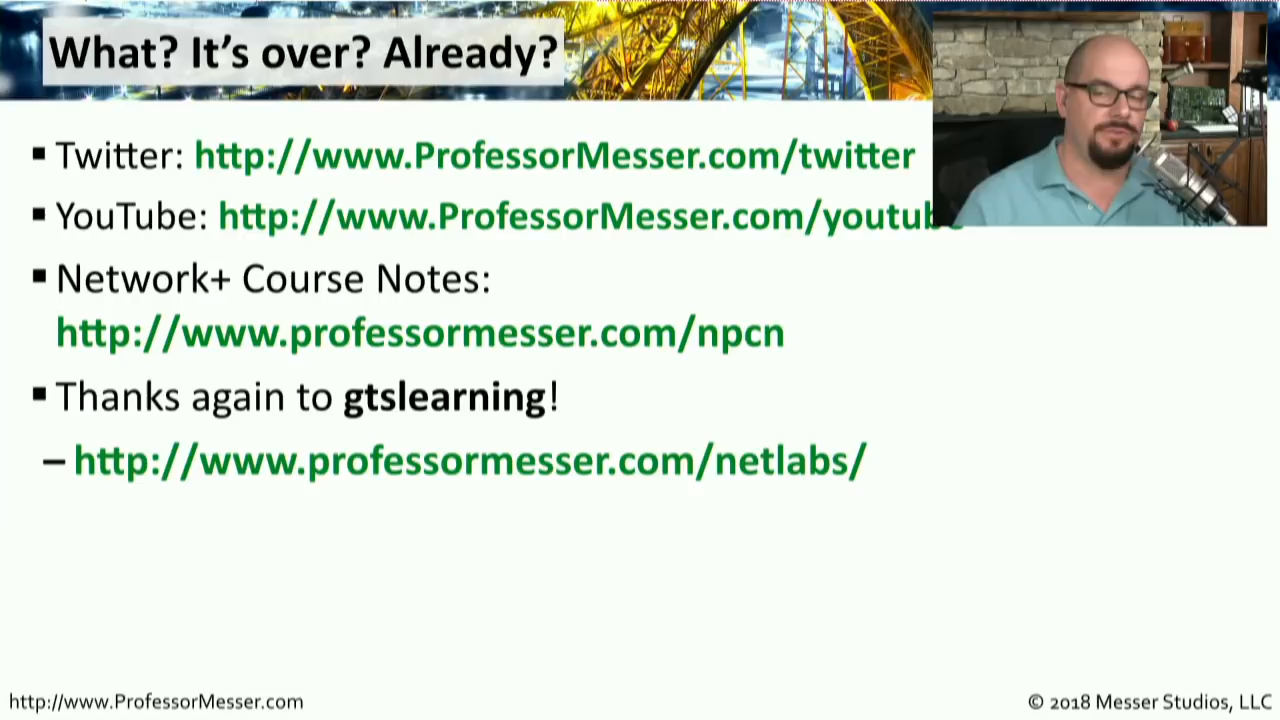 What? It's over? Already?
▪ Twitter: http://www.ProfessorMesser.com/twitter
▪ YouTube: http://www.ProfessorMesser.com/youtube
▪ Network+ Course Notes:
http://www.professormesser.com/npcn
▪ Thanks again to gtslearning!
– http://www.professormesser.com/netlabs/
http://www.ProfessorMesser.com
© 2018 Messer Studios, LLC